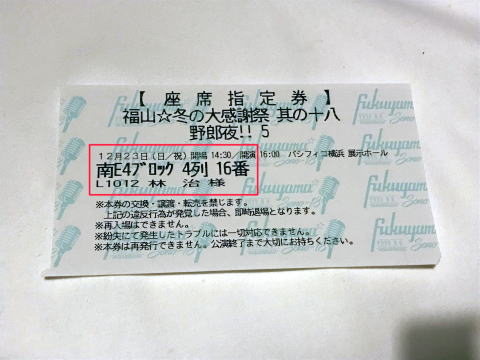 【 座 席 指 定 券 】
福山☆冬の大感謝祭 其の十八
野郎夜!! 5
12月23日(日/祝) 開場 14:30/ 開演 16:00 パシフィコ横浜 展示ホール
南E4ブロック 4列 16番
L1012 林 治 様
※本券の交換・譲渡・転売を禁じます。
上記の違反行為が発覚した場合、即時退場となります。
※再入場はできません。
※紛失にて発生したトラブルには一切対応できません。
※本券は再発行できません。公演終了まで大切にお持ちください。